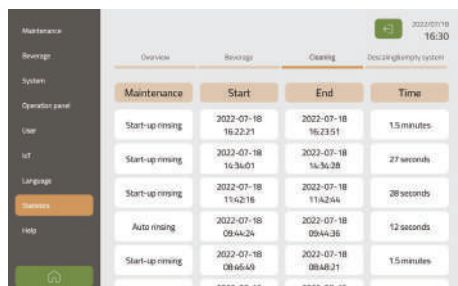 Maintenance
Beverage
System
Operation panel
User
IoT
Language
Statistics
Help
2022/07/18
16:30
Overview Beverage Cleaning Descaling&empty system
Maintenance Start End Time
Start-up rinsing 2022-07-18 16:22:21 2022-07-18 16:23:51 1.5 minutes
Start-up rinsing 2022-07-18 14:34:01 2022-07-18 14:34:28 27 seconds
Start-up rinsing 2022-07-18 11:42:16 2022-07-18 11:42:44 28 seconds
Auto rinsing 2022-07-18 09:44:24 2022-07-18 09:44:36 12 seconds
Start-up rinsing 2022-07-18 08:46:49 2022-07-18 08:48:21 1.5 minutes